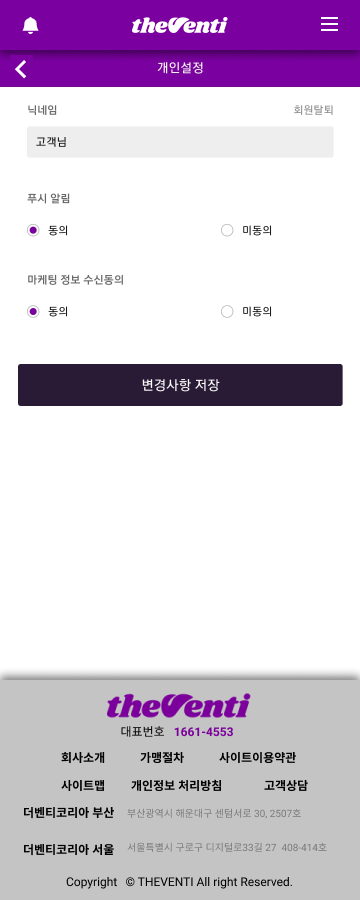 theVenti
개인설정
닉네임 회원탈퇴
고객님
푸시 알림
동의 미동의
마케팅 정보 수신동의
동의 미동의
변경사항 저장
theVenti
대표번호 1661-4553
회사소개 가맹절차 사이트이용약관
사이트맵 개인정보 처리방침 고객상담
더벤티코리아 부산 부산광역시 해운대구 센텀서로 30, 2507호
더벤티코리아 서울 서울특별시 구로구 디지털로33길 27 408-414호
Copyright © THEVENTI All right Reserved.